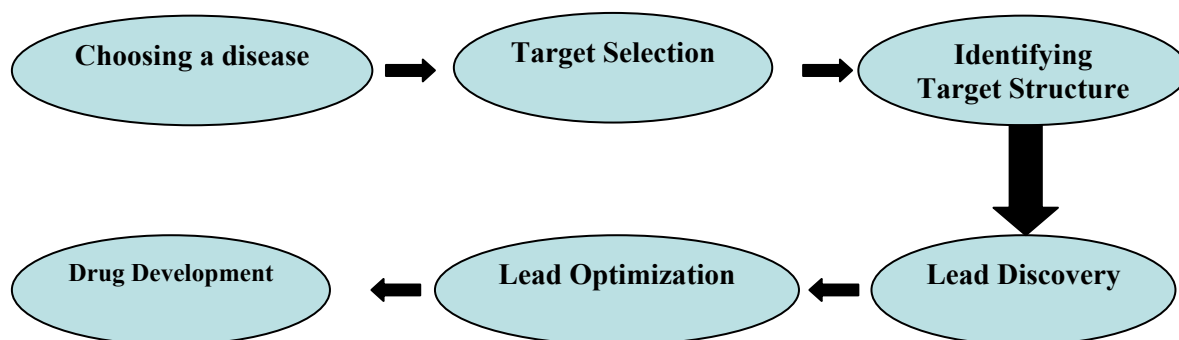 Choosing a disease
Target Selection
Identifying
Target Structure
Lead Discovery
Lead Optimization
Drug Development